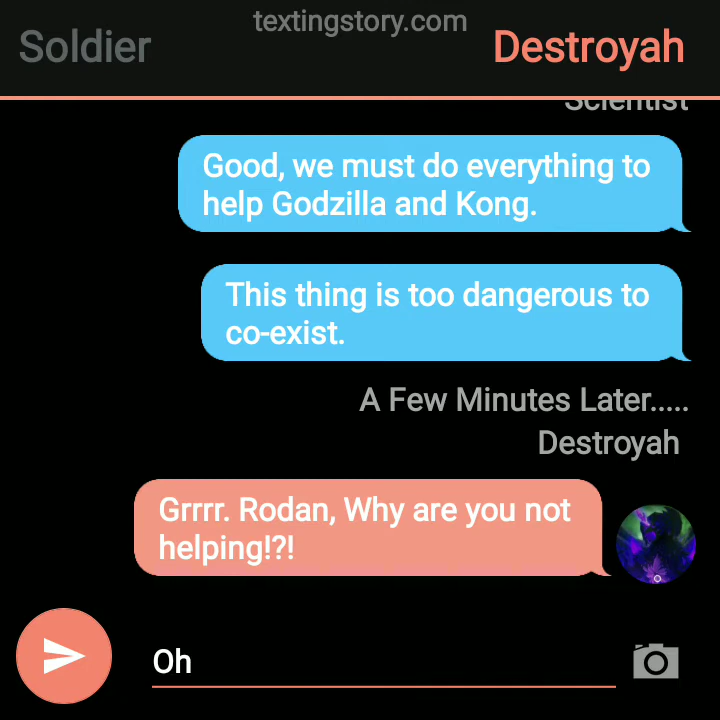 textingstory.com
Soldier
Destroyah
Scientist
Good, we must do everything to
help Godzilla and Kong.
This thing is too dangerous to
co-exist.
A Few Minutes Later.....
Destroyah
Grrrr. Rodan, Why are you not
helping!?!
Oh